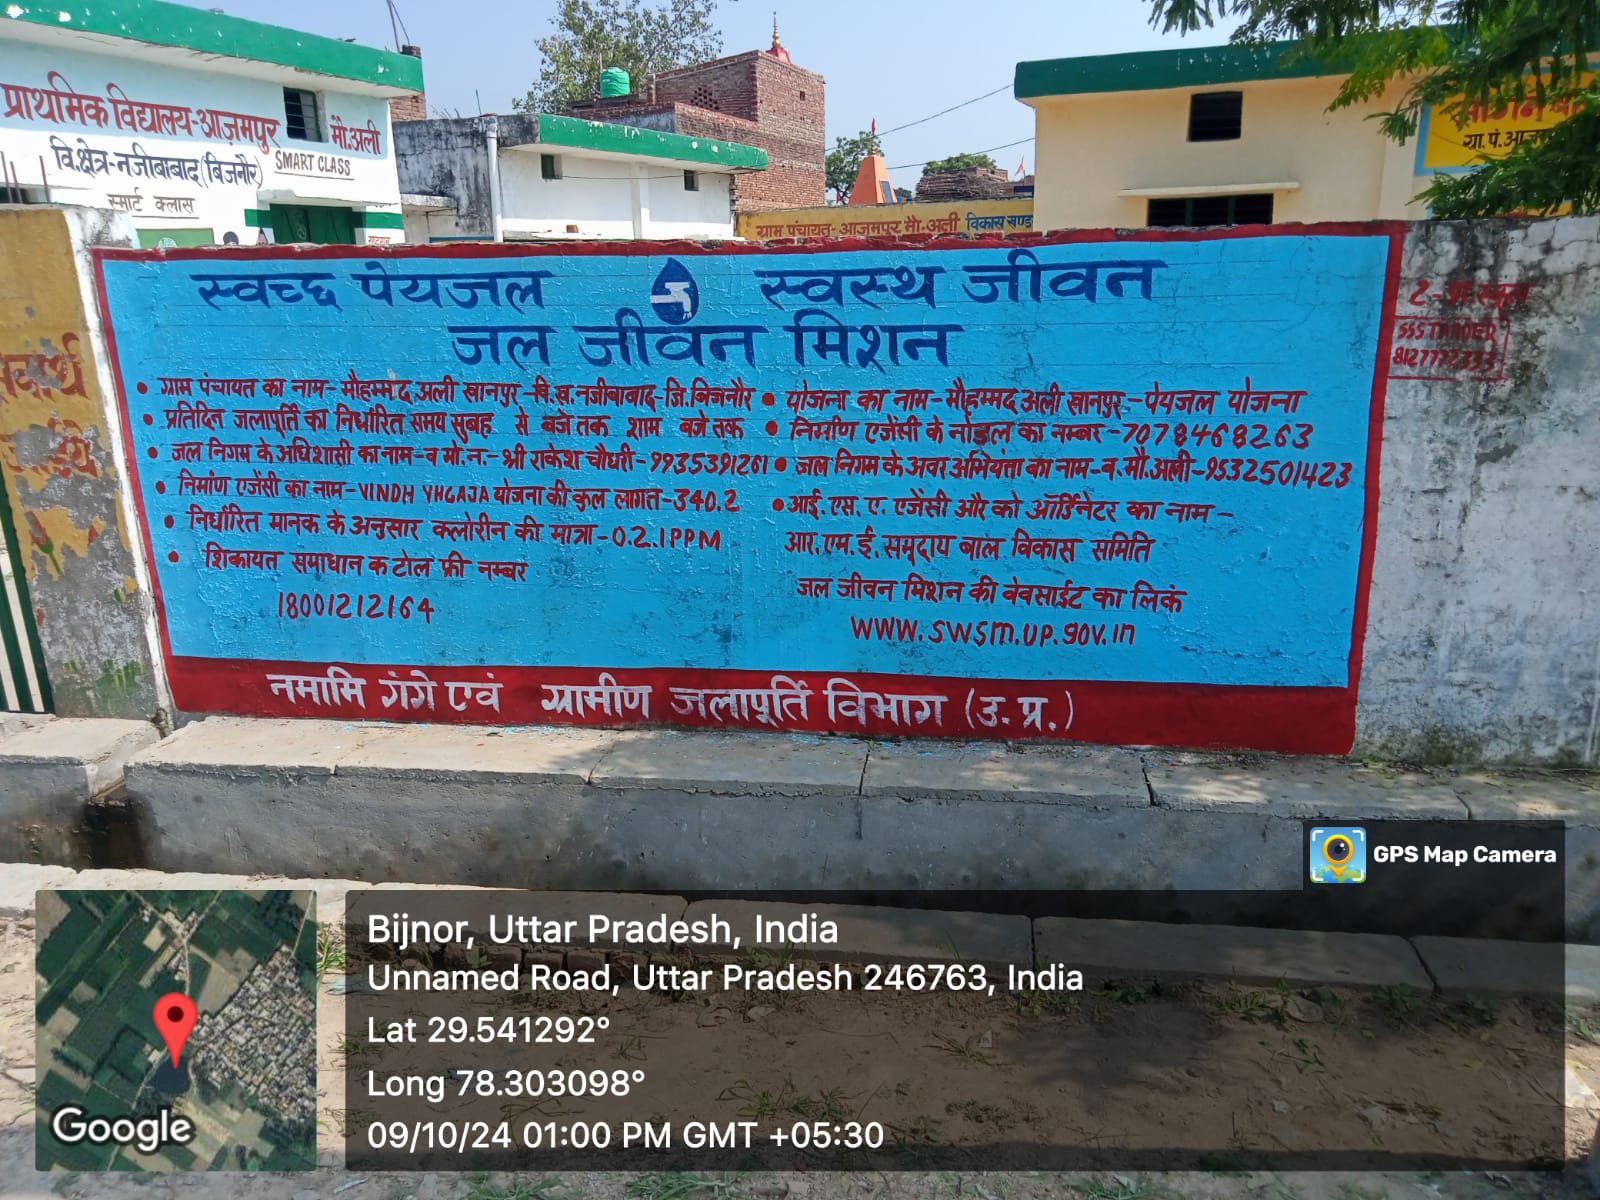 प्राथमिक विद्यालय-आज़मपुर मौ.अली
वि.क्षेत्र-नजीबाबाद (बिजनौर)
SMART CLASS
स्मार्ट क्लास
ग्राम पंचायत-आजमपुर मौ.अली विकास खण्ड
या.पं.आज
स्वच्छ पेयजल स्वस्थ जीवन
जल जीवन मिशन
• ग्राम पंचायत का नाम-मौहम्मद अली खानपुर-वि.ख.नजीबाबाद-जि.बिजनौर
• प्रतिदिन जलापूर्ति का निर्धारित समय सुबह से बजे तक शाम बजे तक
• जल निगम के अधिशासी का नाम-व मो.न.-श्री राकेश चौधरी-9935391261
• निर्माण एजेंसी का नाम-VINDH YHGAJA योजना की कुल लागत-340.2
• निर्धारित मानक के अनुसार क्लोरीन की मात्रा-0.2.1PPM
• शिकायत समाधान क टोल फ्री नम्बर
18001212164
• योजना का नाम-मौहम्मद अली खानपुर-पेयजल योजना
• निर्माण एजेंसी के नोडल का नम्बर-7078468263
• जल निगम के अवर अभियंता का नाम-व.मौ.अली-9532501423
• आई.एस.ए. एजेंसी और को ऑर्डिनेटर का नाम-
आर.एम.ई.समुदाय बाल विकास समिति
जल जीवन मिशन की बेवसाईट का लिकं
WWW.SWSM.UP.GOV.IN
नमामि गंगे एवं ग्रामीण जलापूर्ति विभाग (उ.प्र.)
8127772333
GPS Map Camera
Bijnor, Uttar Pradesh, India
Unnamed Road, Uttar Pradesh 246763, India
Lat 29.541292°
Long 78.303098°
09/10/24 01:00 PM GMT +05:30
Google